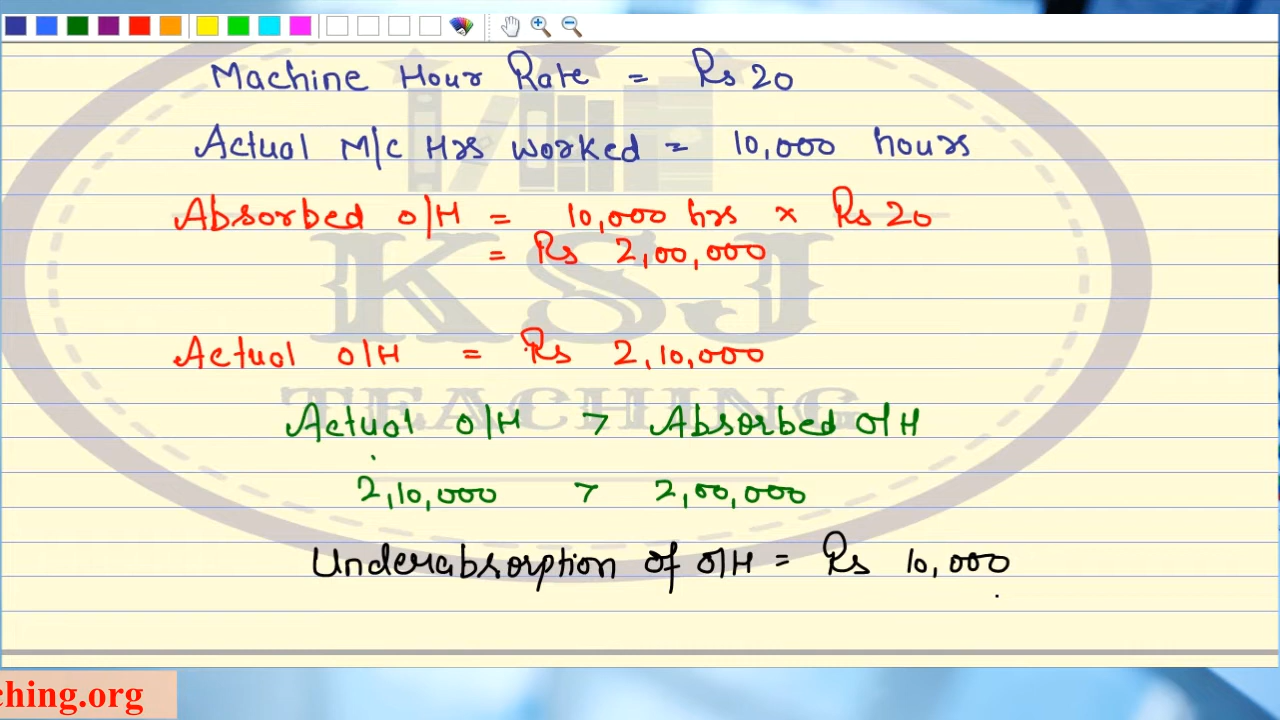 Machine Hour Rate = Rs 20
Actual M/C Hrs worked = 10,000 hours
Absorbed O/H = 10,000 hrs x Rs 20
= Rs 2,00,000
Actual O/H = Rs 2,10,000
Actual O/H > Absorbed O/H
2,10,000 > 2,00,000
Underabsorption of O/H = Rs 10,000
KSJ
TEACHING
ching.org